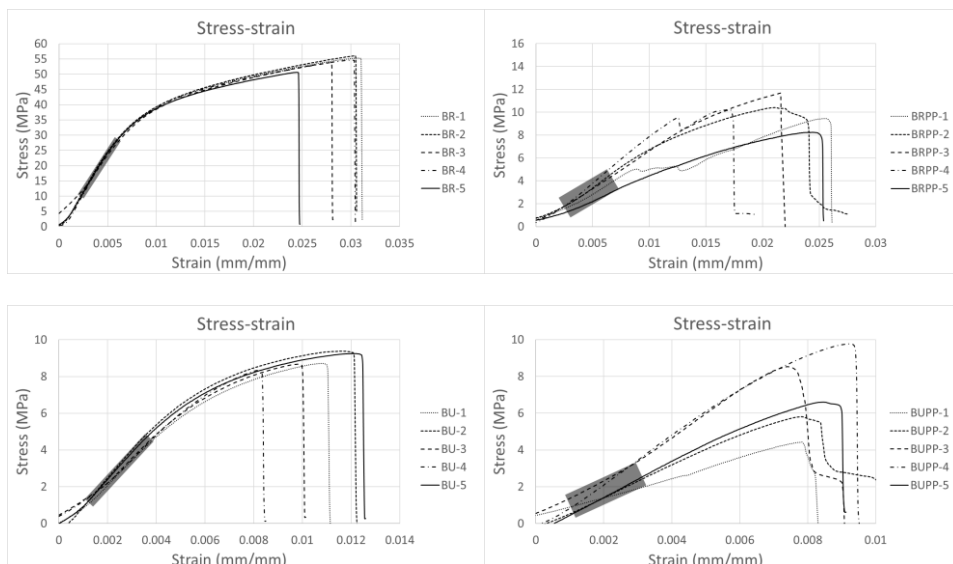 Stress-strain
Stress (MPa)
60
55
50
45
40
35
30
25
20
15
10
5
0
0 0.005 0.01 0.015 0.02 0.025 0.03 0.035
Strain (mm/mm)
BR-1
BR-2
BR-3
BR-4
BR-5
Stress-strain
Stress (MPa)
16
14
12
10
8
6
4
2
0
0 0.005 0.01 0.015 0.02 0.025 0.03
Strain (mm/mm)
BRPP-1
BRPP-2
BRPP-3
BRPP-4
BRPP-5
Stress-strain
Stress (MPa)
10
8
6
4
2
0
0 0.002 0.004 0.006 0.008 0.01 0.012 0.014
Strain (mm/mm)
BU-1
BU-2
BU-3
BU-4
BU-5
Stress-strain
Stress (MPa)
10
8
6
4
2
0
0 0.002 0.004 0.006 0.008 0.01
Strain (mm/mm)
BUPP-1
BUPP-2
BUPP-3
BUPP-4
BUPP-5